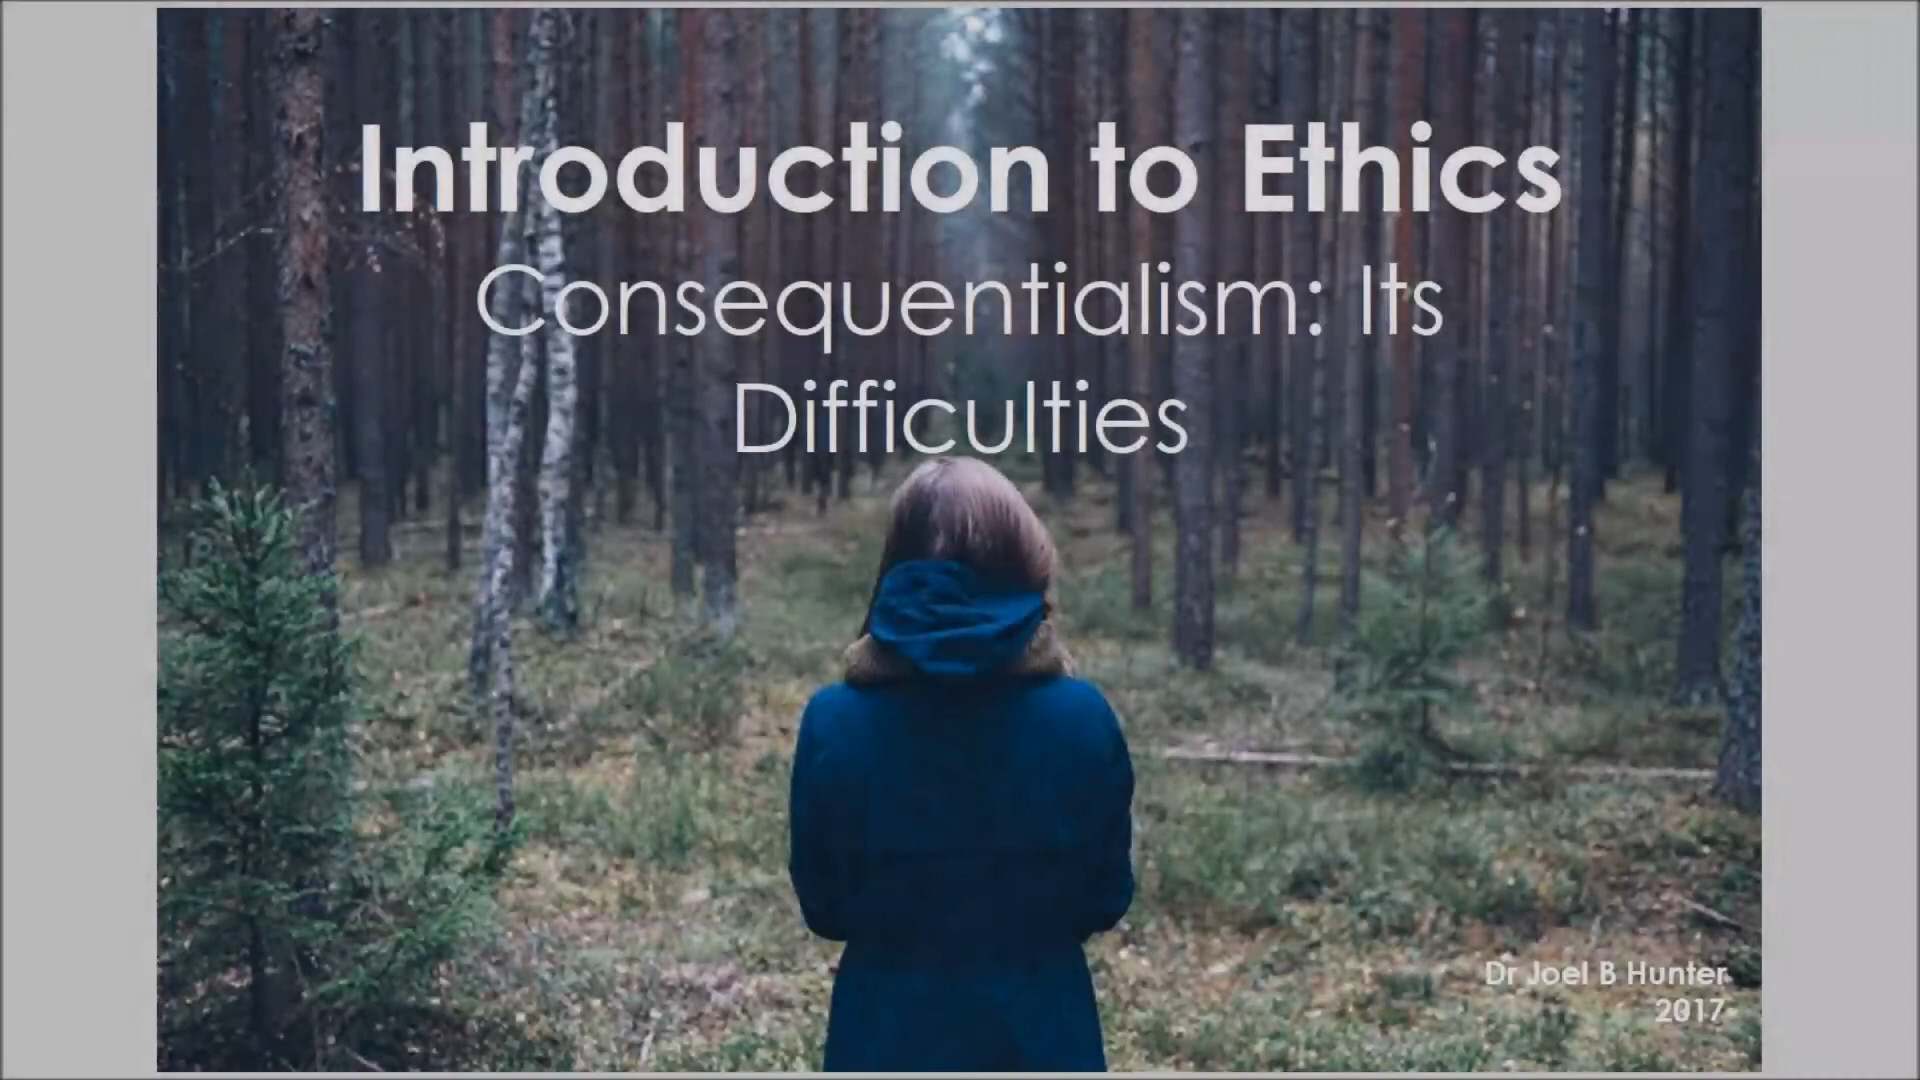 Introduction to Ethics
Consequentialism: Its
Difficulties
Dr Joel B Hunter
2017